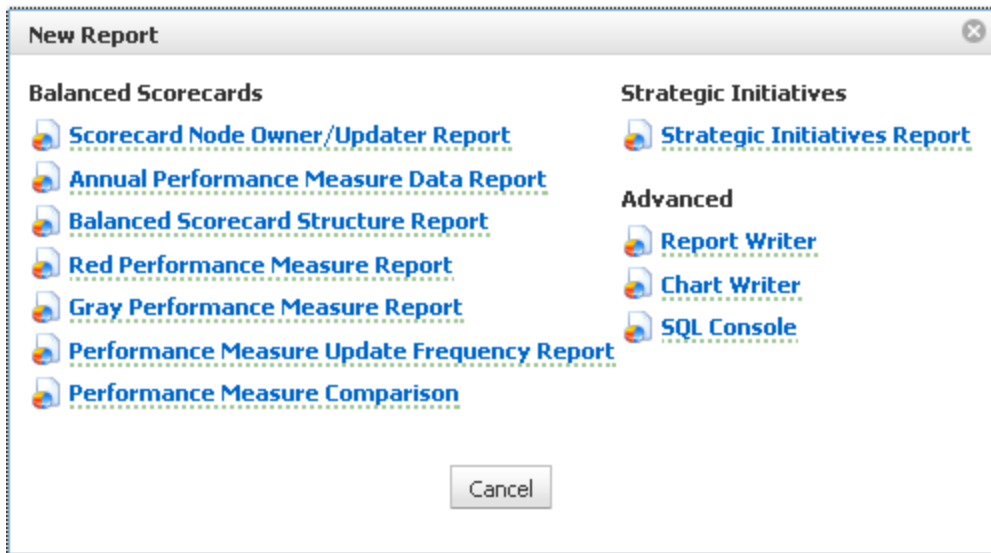 New Report
Balanced Scorecards
Scorecard Node Owner/Updater Report
Annual Performance Measure Data Report
Balanced Scorecard Structure Report
Red Performance Measure Report
Gray Performance Measure Report
Performance Measure Update Frequency Report
Performance Measure Comparison
Strategic Initiatives
Strategic Initiatives Report
Advanced
Report Writer
Chart Writer
SQL Console
Cancel